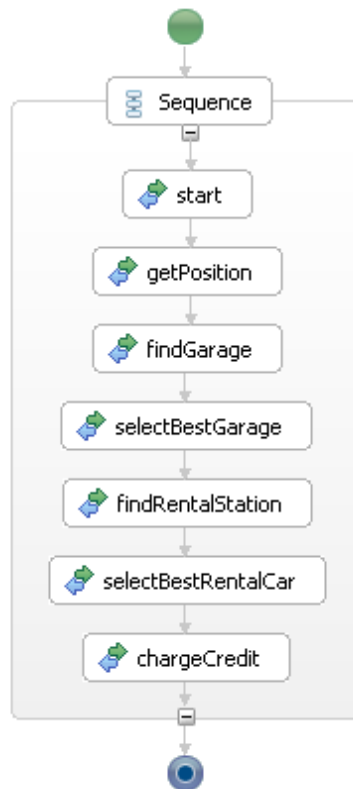 Sequence
start
getPosition
findGarage
selectBestGarage
findRentalStation
selectBestRentalCar
chargeCredit